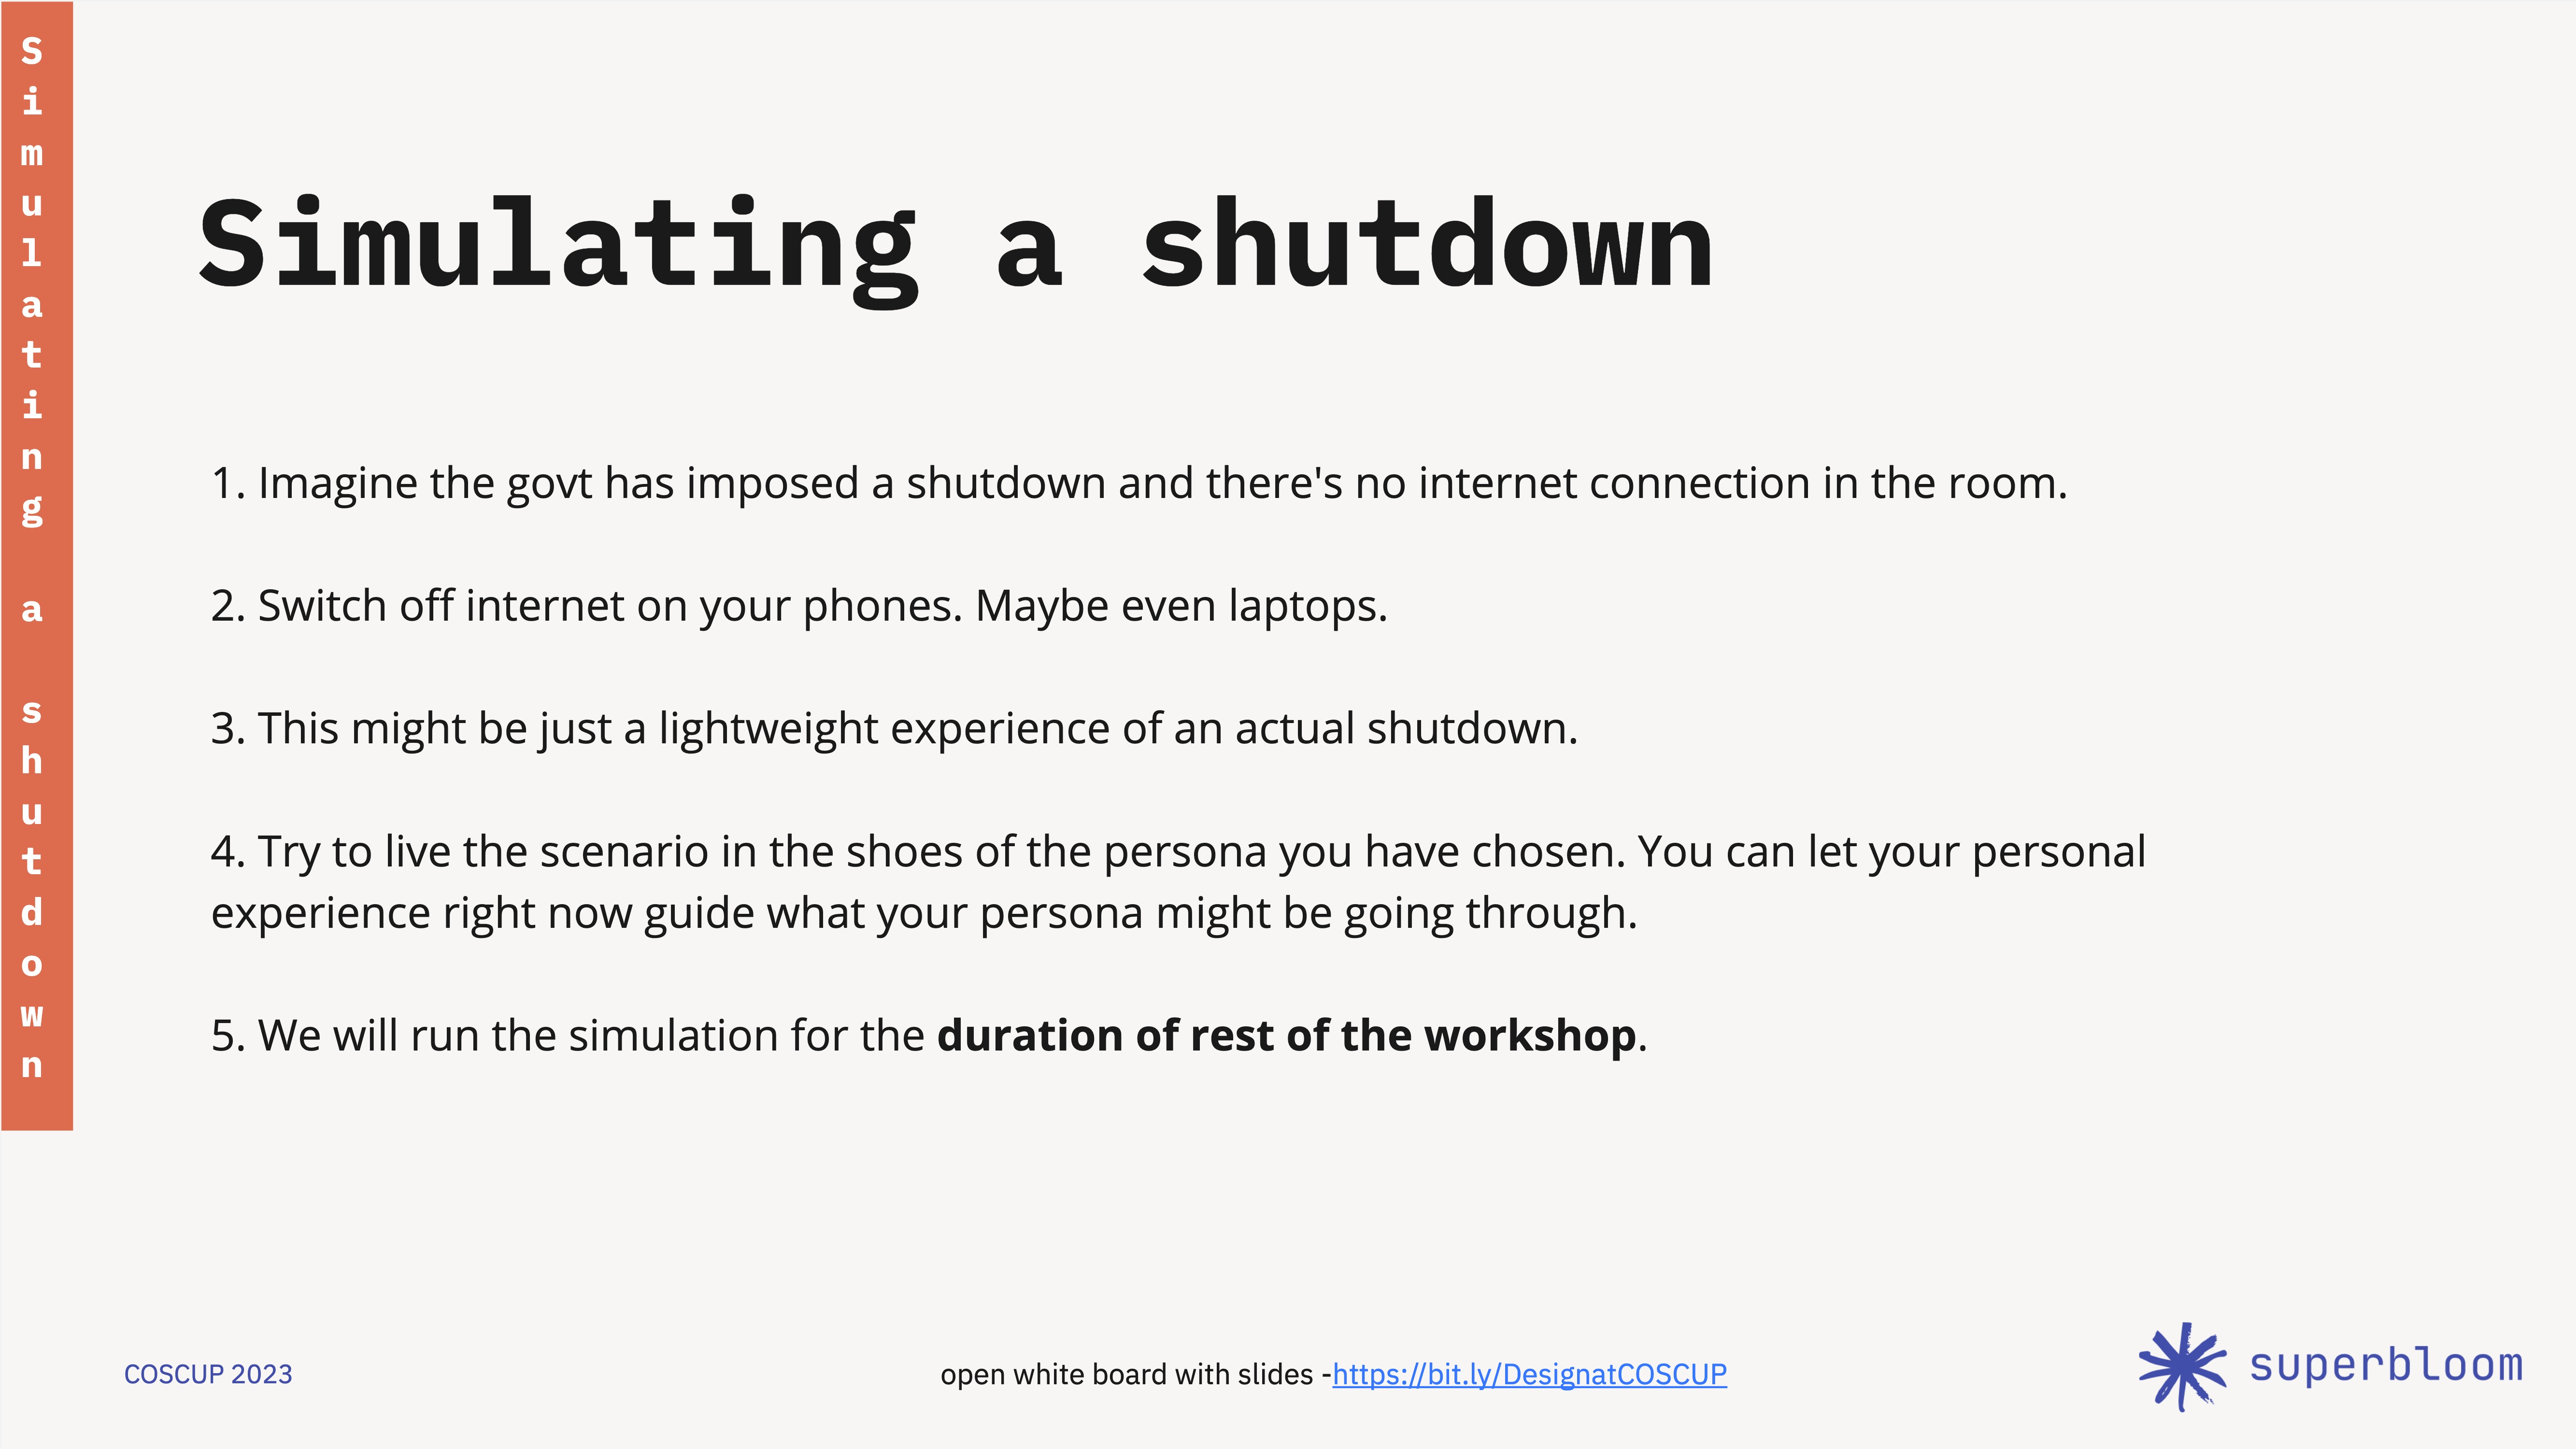 Simulating a shutdown
Simulating a shutdown
1. Imagine the govt has imposed a shutdown and there's no internet connection in the room.
2. Switch off internet on your phones. Maybe even laptops.
3. This might be just a lightweight experience of an actual shutdown.
4. Try to live the scenario in the shoes of the persona you have chosen. You can let your personal
experience right now guide what your persona might be going through.
5. We will run the simulation for the duration of rest of the workshop.
COSCUP 2023
open white board with slides -https://bit.ly/DesignatCOSCUP
superbloom